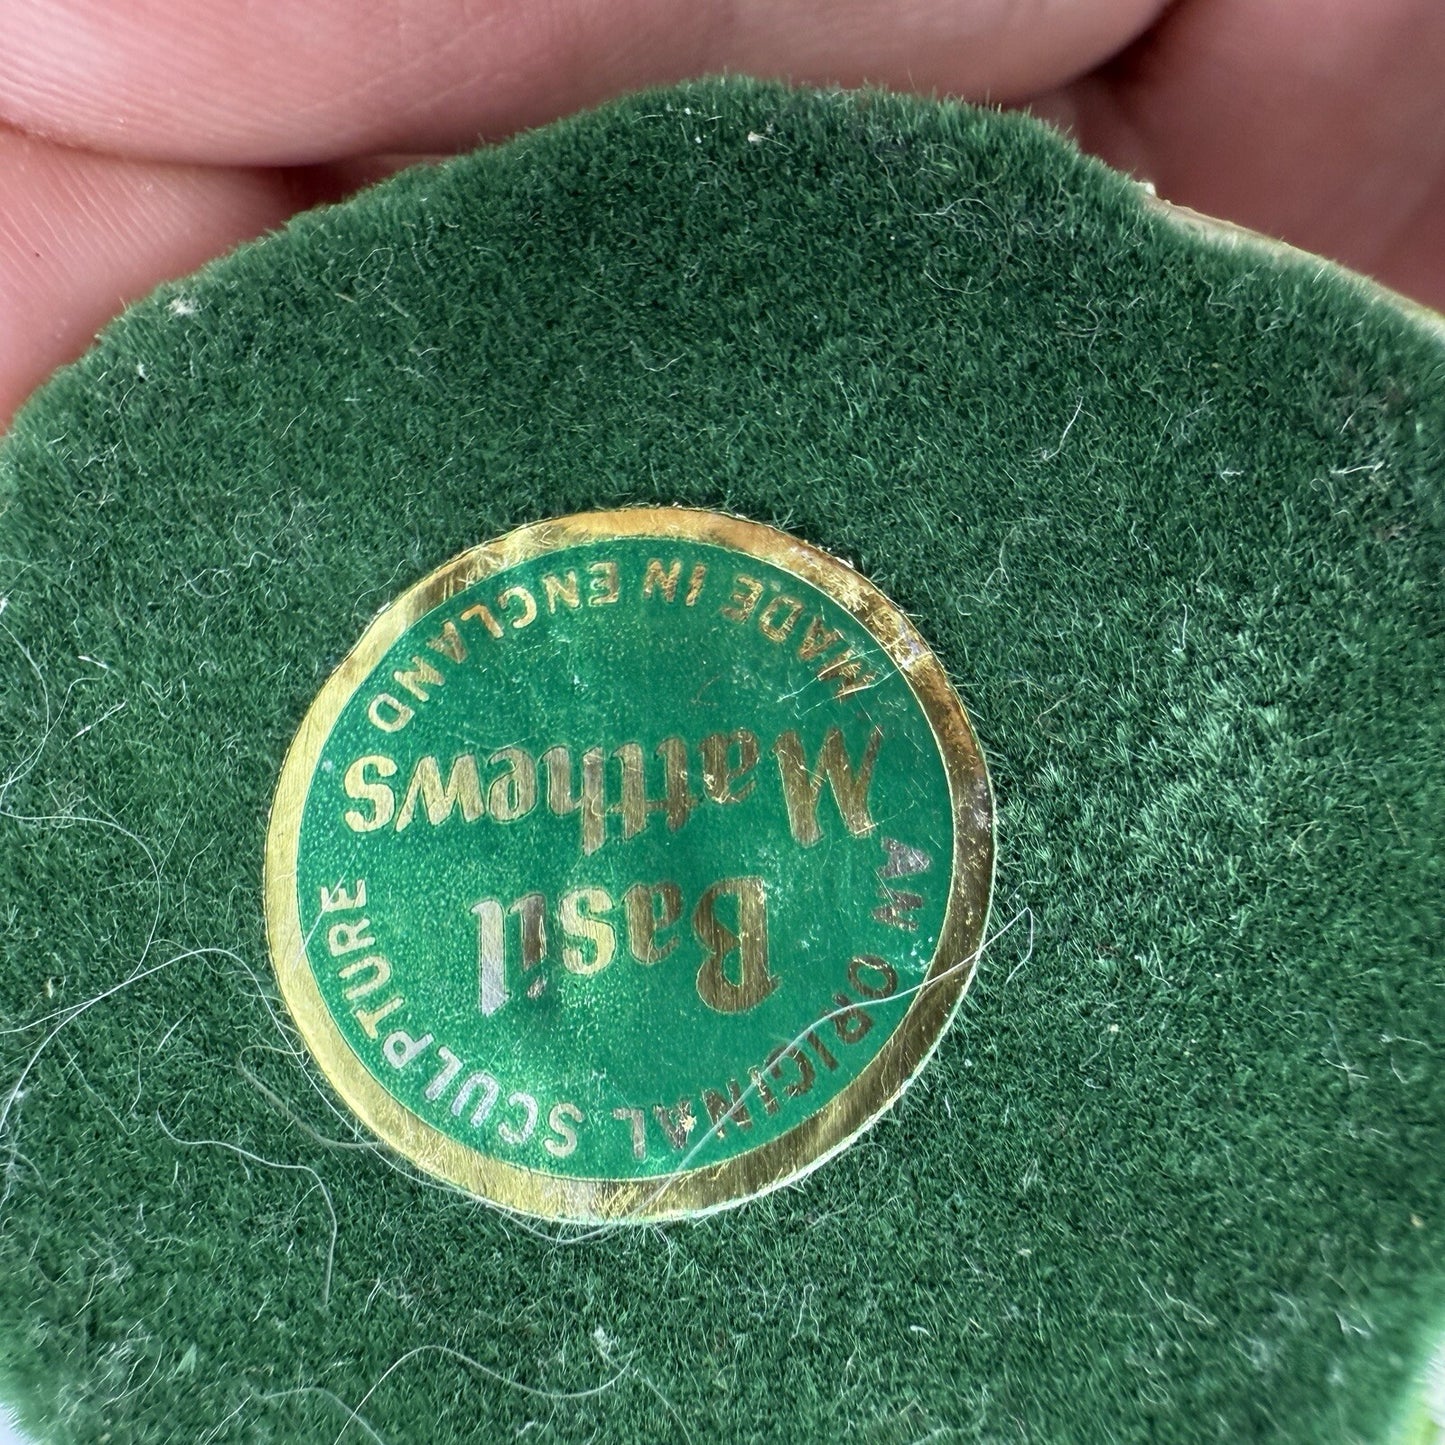 AN ORIGINAL SCULPTURE
Basil
Matthews
MADE IN ENGLAND